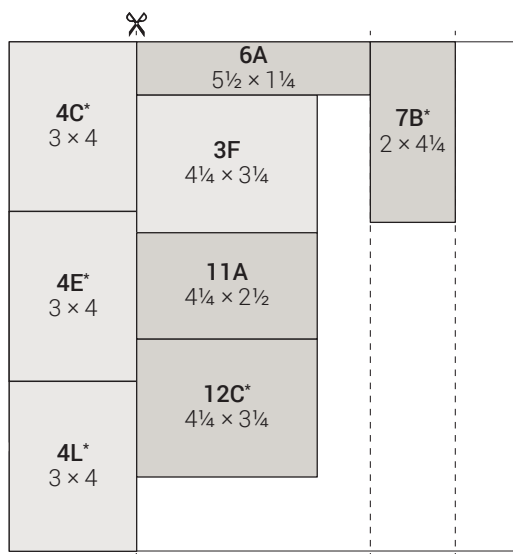 4C*
3 × 4
4E*
3 × 4
4L*
3 × 4
6A
5½ × 1¼
3F
4¼ × 3¼
11A
4¼ × 2½
12C*
4¼ × 3¼
7B*
2 × 4¼